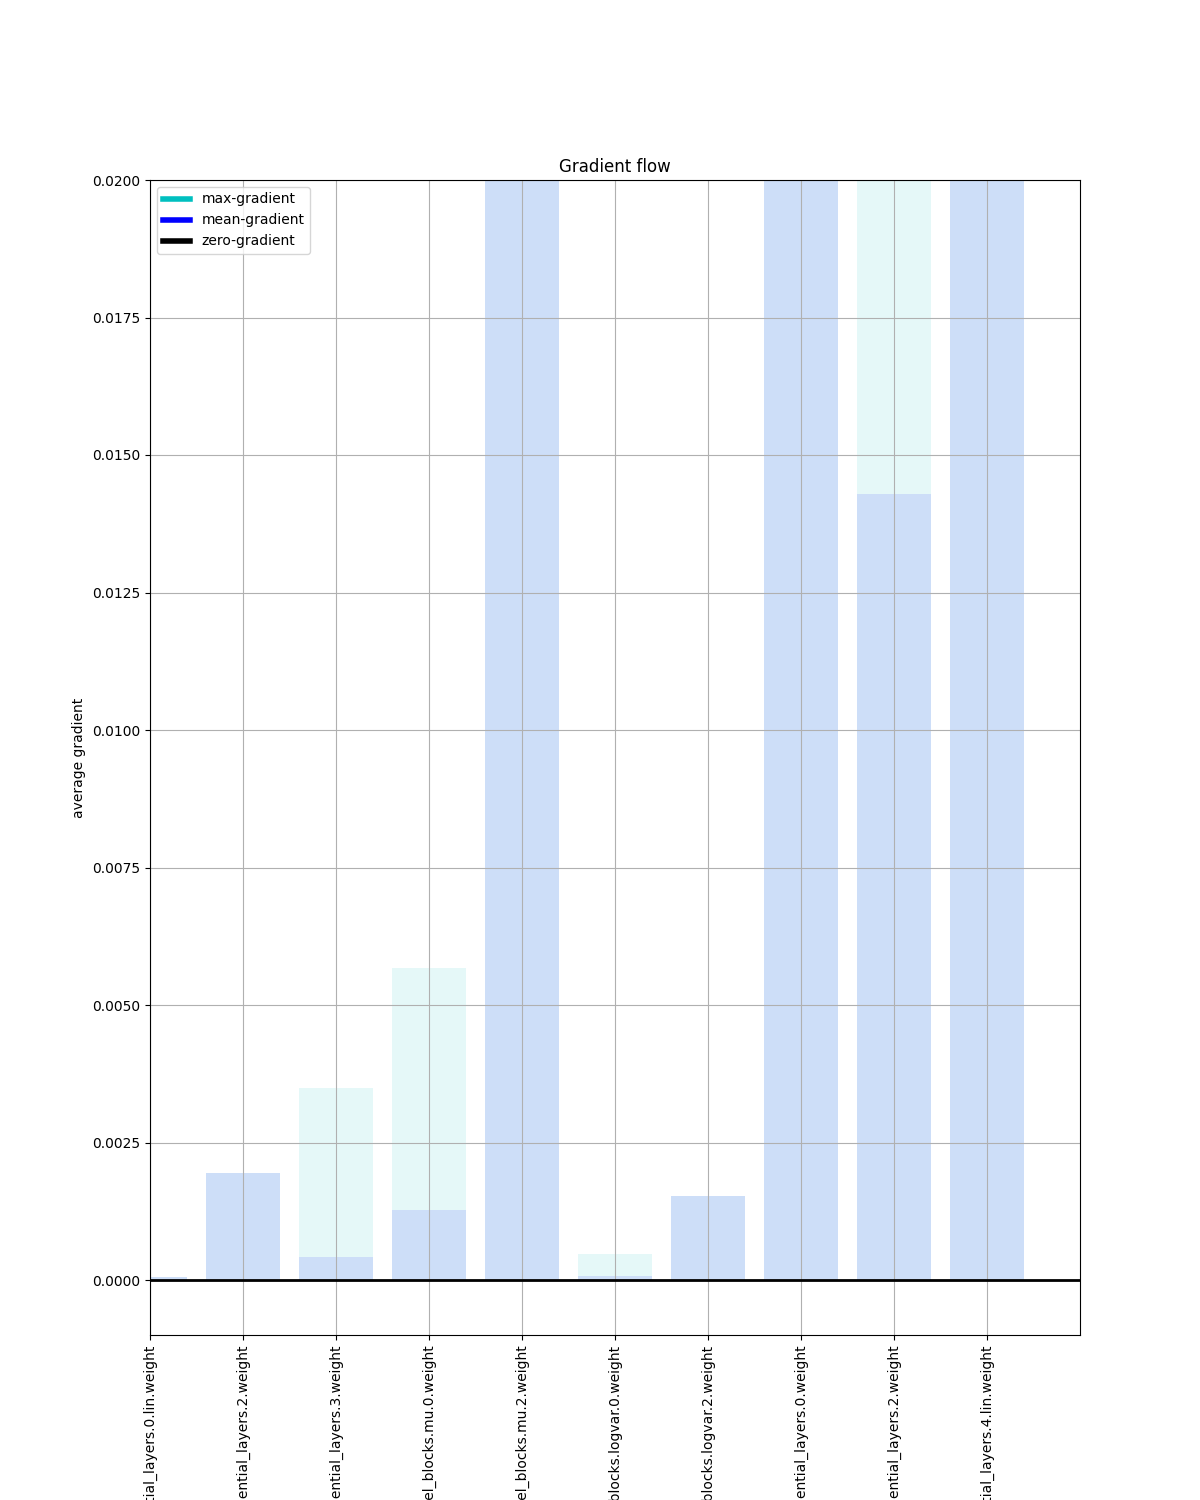 Gradient flow
max-gradient
mean-gradient
zero-gradient
average gradient
0.0200
0.0175
0.0150
0.0125
0.0100
0.0075
0.0050
0.0025
0.0000
tial_layers.0.lin.weight
ential_layers.2.weight
ential_layers.3.weight
el_blocks.mu.0.weight
el_blocks.mu.2.weight
blocks.logvar.0.weight
blocks.logvar.2.weight
ential_layers.0.weight
ential_layers.2.weight
tial_layers.4.lin.weight